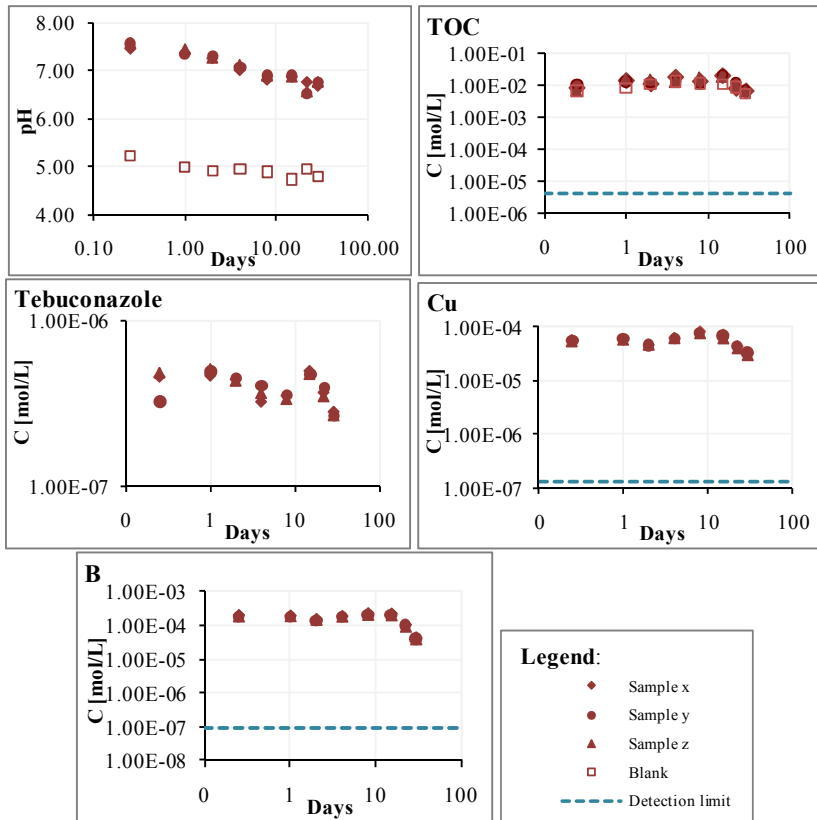 8.00
7.00
6.00
5.00
4.00
pH
0.10
1.00
10.00
100.00
Days
TOC
1.00E-01
1.00E-02
1.00E-03
1.00E-04
1.00E-05
1.00E-06
C [mol/L]
0
1
10
100
Days
Tebuconazole
1.00E-06
1.00E-07
C [mol/L]
0
1
10
100
Days
Cu
1.00E-04
1.00E-05
1.00E-06
1.00E-07
C [mol/L]
0
1
10
100
Days
B
1.00E-03
1.00E-04
1.00E-05
1.00E-06
1.00E-07
1.00E-08
C [mol/L]
0
1
10
100
Days
Legend:
Sample x
Sample y
Sample z
Blank
Detection limit